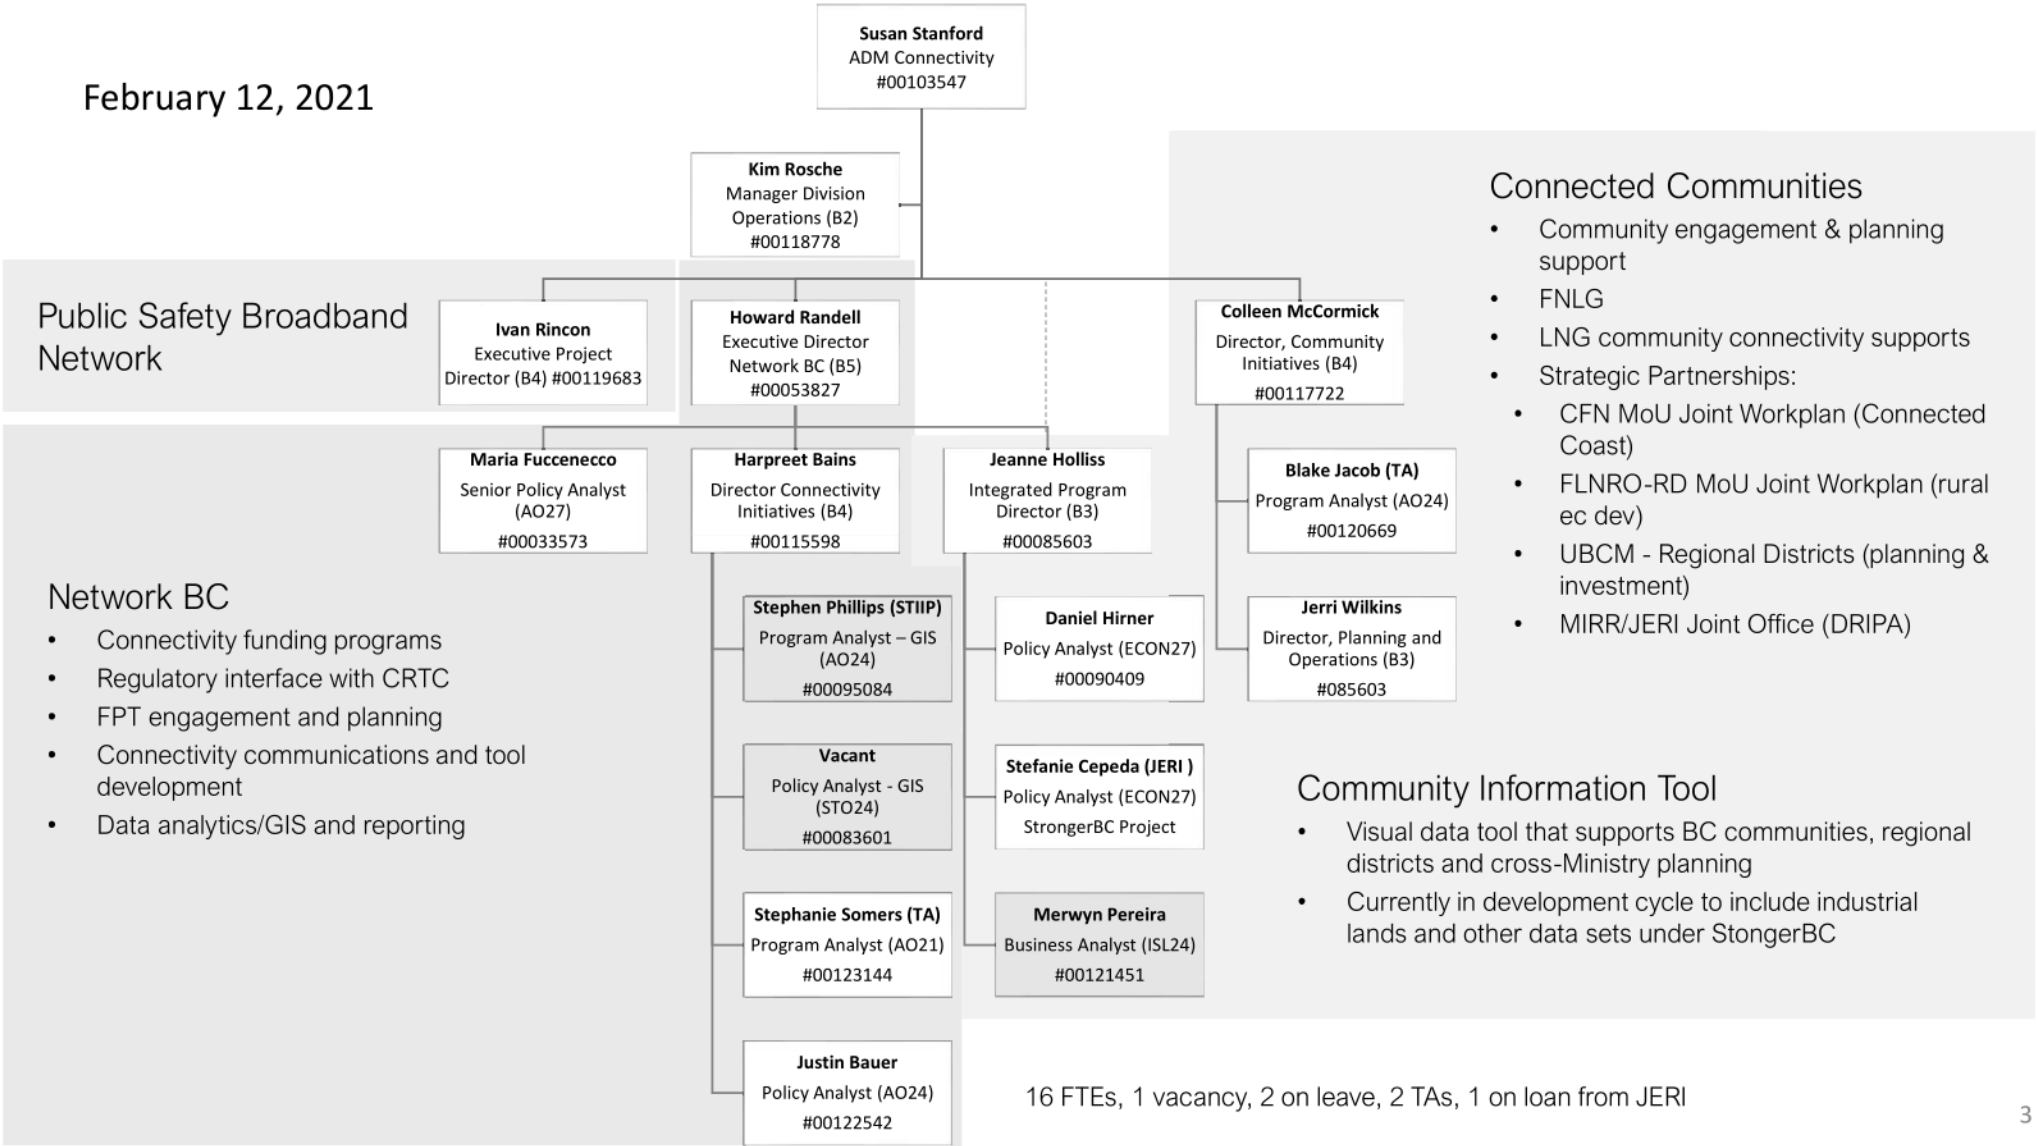 February 12, 2021
Susan Stanford
ADM Connectivity
#00103547
Kim Rosche
Manager Division
Operations (B2)
#00118778
Public Safety Broadband
Network
Ivan Rincon
Executive Project
Director (B4) #00119683
Howard Randell
Executive Director
Network BC (B5)
#00053827
Colleen McCormick
Director, Community
Initiatives (B4)
#00117722
Connected Communities
• Community engagement & planning
support
• FNLG
• LNG community connectivity supports
• Strategic Partnerships:
• CFN MoU Joint Workplan (Connected
Coast)
• FLNRO-RD MoU Joint Workplan (rural
ec dev)
• UBCM - Regional Districts (planning &
investment)
• MIRR/JERI Joint Office (DRIPA)
Maria Fuccenecco
Senior Policy Analyst
(AO27)
#00033573
Harpreet Bains
Director Connectivity
Initiatives (B4)
#00115598
Jeanne Holliss
Integrated Program
Director (B3)
#00085603
Blake Jacob (TA)
Program Analyst (AO24)
#00120669
Network BC
• Connectivity funding programs
• Regulatory interface with CRTC
• FPT engagement and planning
• Connectivity communications and tool
development
• Data analytics/GIS and reporting
Stephen Phillips (STIIP)
Program Analyst – GIS
(AO24)
#00095084
Daniel Hirner
Policy Analyst (ECON27)
#00090409
Jerri Wilkins
Director, Planning and
Operations (B3)
#085603
Vacant
Policy Analyst - GIS
(STO24)
#00083601
Stefanie Cepeda (JERI )
Policy Analyst (ECON27)
StrongerBC Project
Community Information Tool
• Visual data tool that supports BC communities, regional
districts and cross-Ministry planning
• Currently in development cycle to include industrial
lands and other data sets under StongerBC
Stephanie Somers (TA)
Program Analyst (AO21)
#00123144
Merwyn Pereira
Business Analyst (ISL24)
#00121451
Justin Bauer
Policy Analyst (AO24)
#00122542
16 FTEs, 1 vacancy, 2 on leave, 2 TAs, 1 on loan from JERI
3